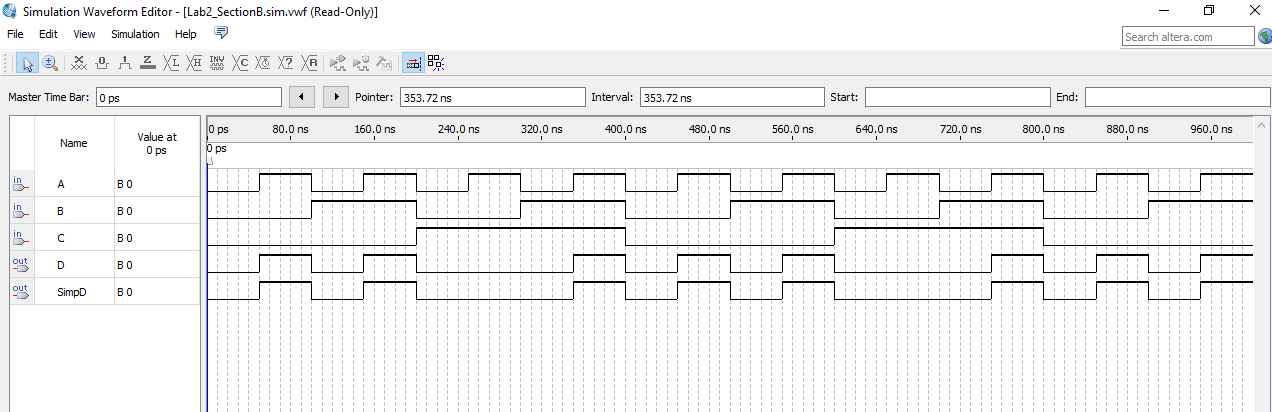 Simulation Waveform Editor - [Lab2_SectionB.sim.vwf (Read-Only)]
File Edit View Simulation Help
Search altera.com
Master Time Bar: 0 ps Pointer: 353.72 ns Interval: 353.72 ns Start: End:
Name Value at 0 ps
0 ps 80.0 ns 160.0 ns 240.0 ns 320.0 ns 400.0 ns 480.0 ns 560.0 ns 640.0 ns 720.0 ns 800.0 ns 880.0 ns 960.0 ns
0 ps
in A B 0
in B B 0
in C B 0
out D B 0
out SimpD B 0